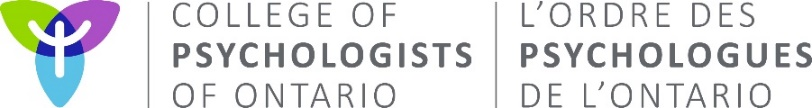 COLLEGE OF
PSYCHOLOGISTS
OF ONTARIO
L’ORDRE DES
PSYCHOLOGUES
DE L’ONTARIO